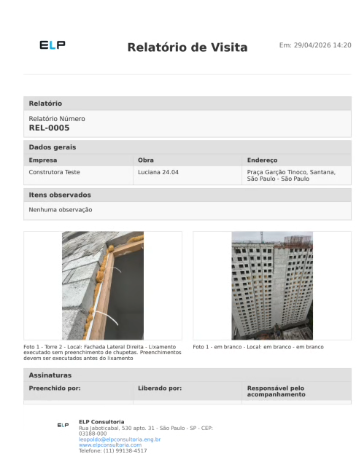 ELP
Relatório de Visita
Em: 29/04/2026 14:20
Relatório
Relatório Número
REL-0005
Dados gerais
Empresa Obra Endereço
Construtora Teste Luciana 24.04 Praça Garção Tinoco, Santana,
São Paulo - São Paulo
Itens observados
Nenhuma observação
Foto 1 - Torre 2 - Local: Fachada Lateral Direita - Lixamento
executado sem preenchimento de chupetas. Preenchimentos
devem ser executados antes do lixamento
Foto 1 - em branco - Local: em branco - em branco
Assinaturas
Preenchido por: Liberado por: Responsável pelo
acompanhamento
ELP
ELP Consultoria
Rua Jaboticabal, 530 apto. 31 - São Paulo - SP - CEP:
03188-000
leopoldo@elpconsultoria.eng.br
www.elpconsultoria.com
Telefone: (11) 99138-4517